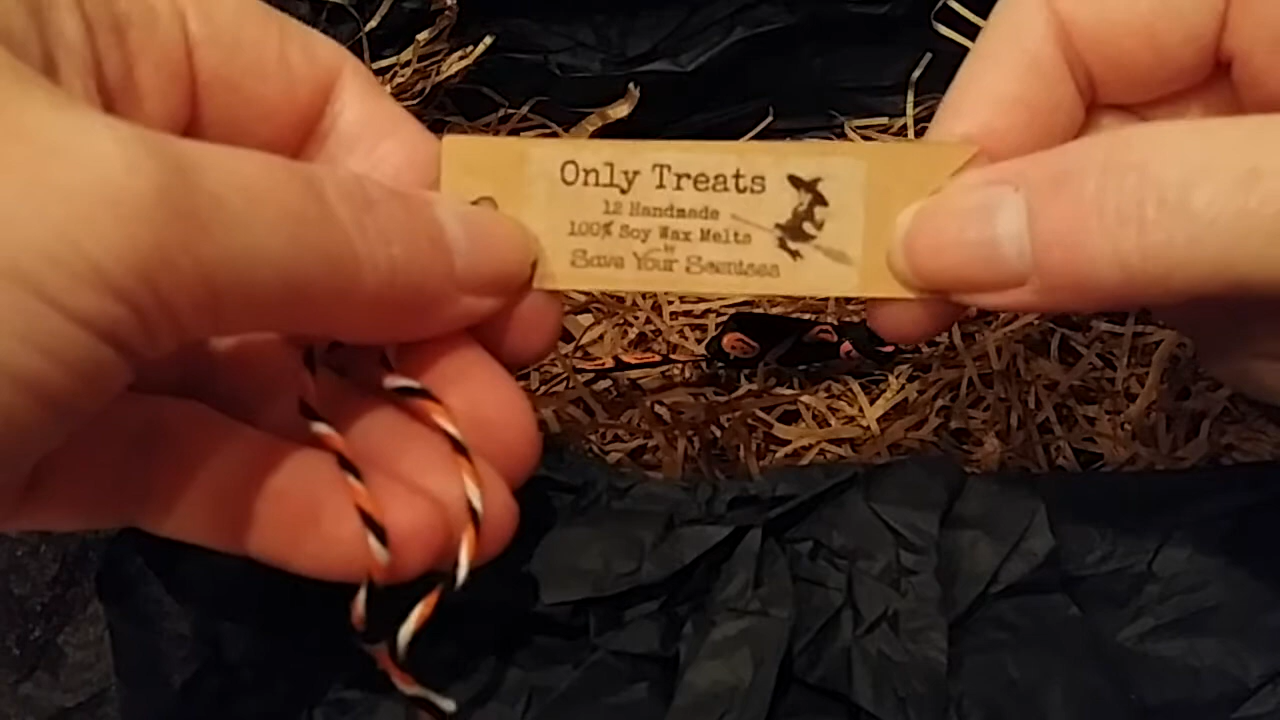 Only Treats
12 Handmade
100% Soy Wax Melts
by
Save Your Scentses